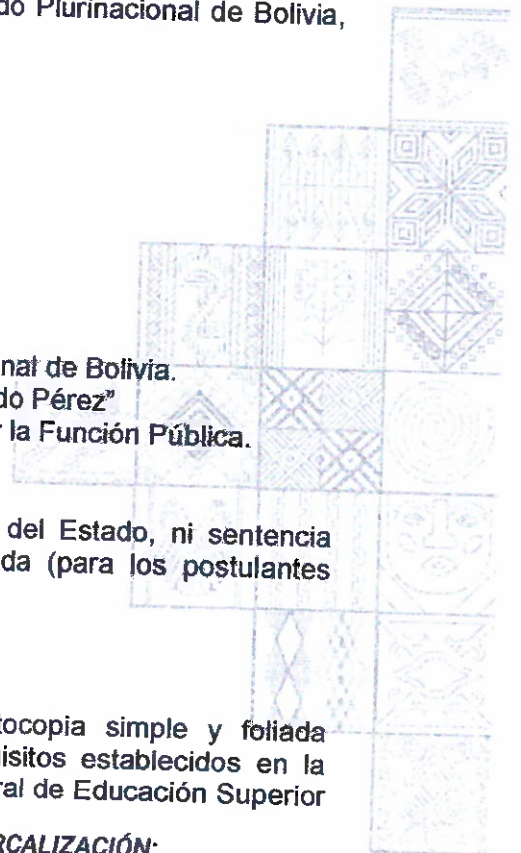 do Plurinacional de Bolivia,
nal de Bolivia.
do Pérez”
r la Función Pública.
del Estado, ni sentencia
da (para los postulantes
tocopia simple y foliada
uisitos establecidos en la
ral de Educación Superior
RCALIZACIÓN: